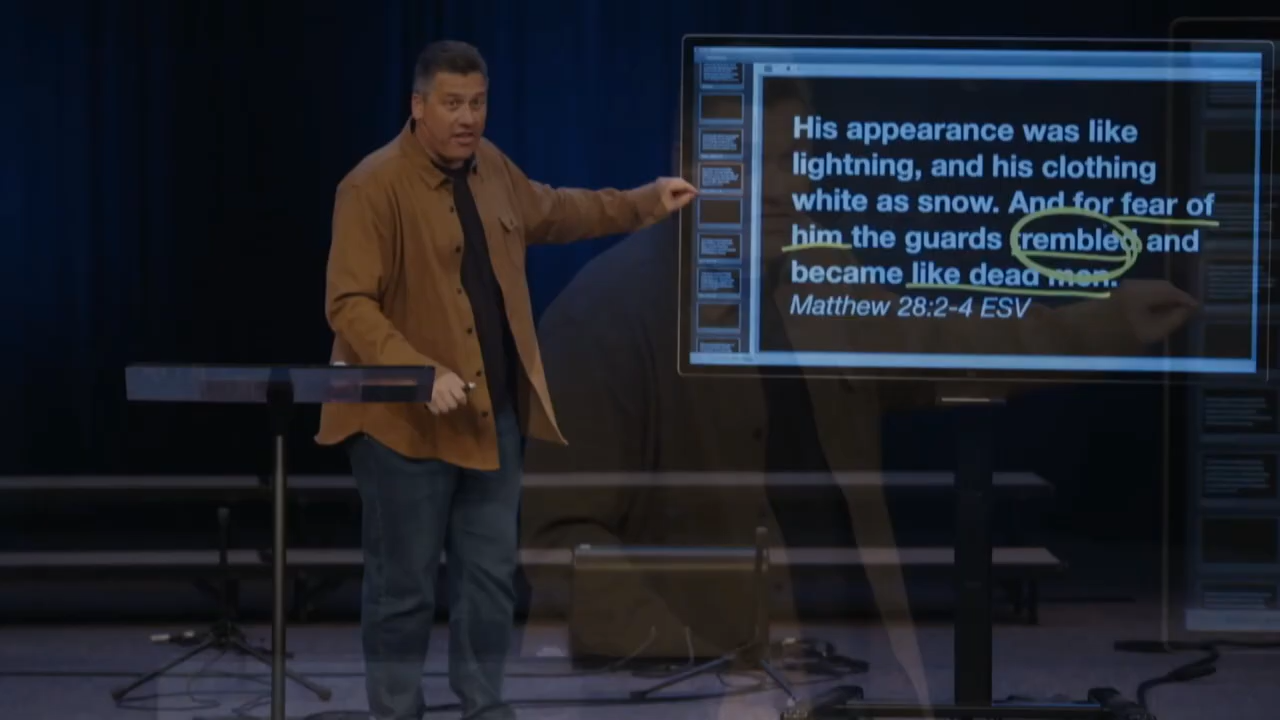 His appearance was like
lightning, and his clothing
white as snow. And for fear of
him the guards trembled and
became like dead men.
Matthew 28:2-4 ESV